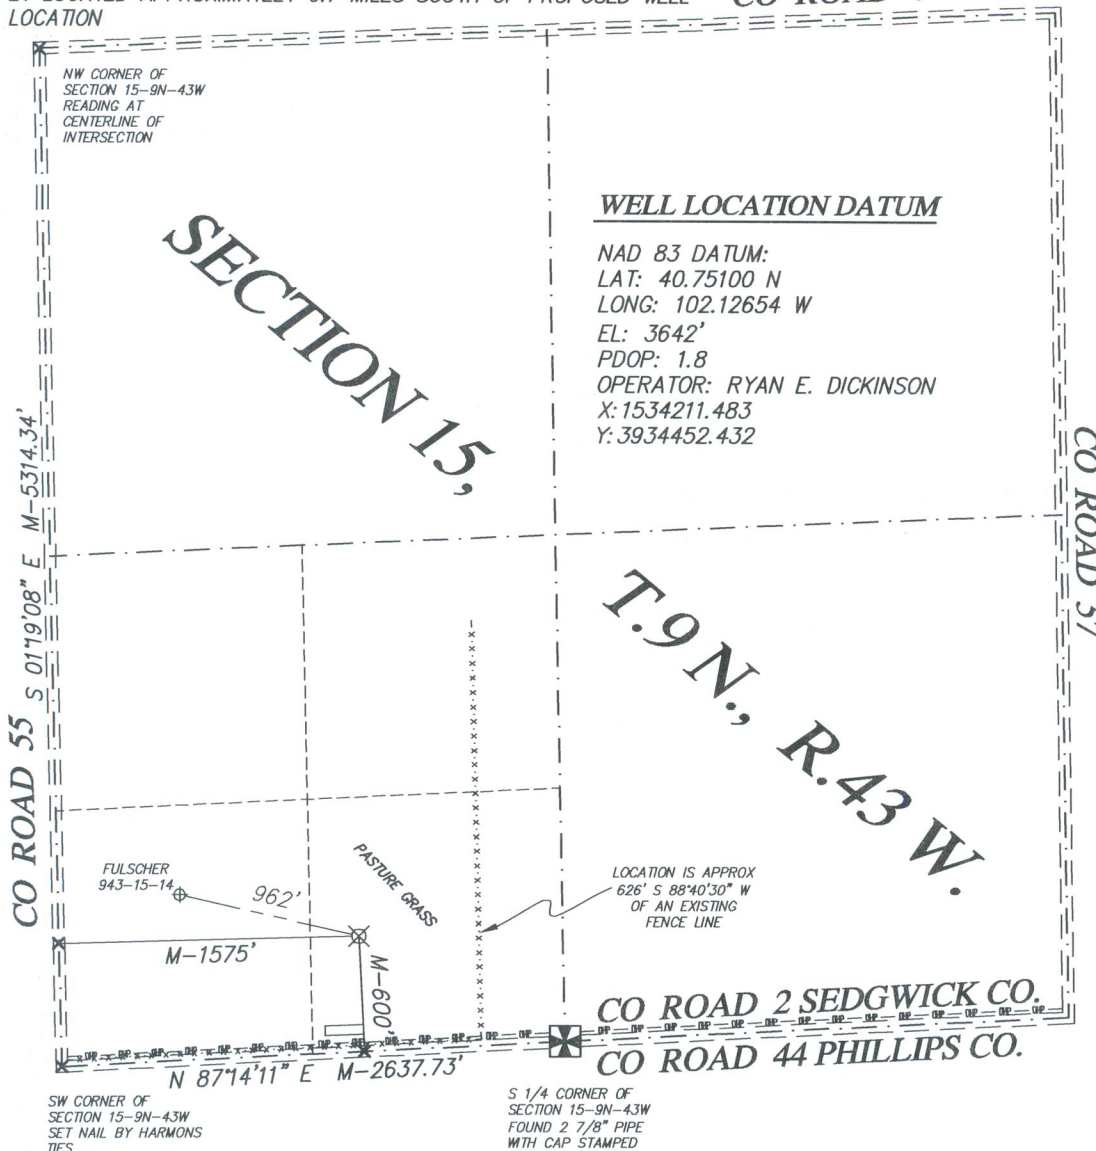 LOCATION
CO ROAD
NW CORNER OF
SECTION 15-9N-43W
READING AT
CENTERLINE OF
INTERSECTION
SECTION 15,
WELL LOCATION DATUM
NAD 83 DATUM:
LAT: 40.75100 N
LONG: 102.12654 W
EL: 3642'
PDOP: 1.8
OPERATOR: RYAN E. DICKINSON
X: 1534211.483
Y: 3934452.432
CO ROAD 55
S 01°19'08" E M-5314.34'
CO ROAD 57
T.9 N., R.43 W.
FULSCHER
943-15-14
962'
PASTURE GRASS
LOCATION IS APPROX
626' S 88°40'30" W
OF AN EXISTING
FENCE LINE
M-1575'
M-600'
CO ROAD 2 SEDGWICK CO.
CO ROAD 44 PHILLIPS CO.
N 87°14'11" E M-2637.73'
SW CORNER OF
SECTION 15-9N-43W
SET NAIL BY HARMONS
TIES
S 1/4 CORNER OF
SECTION 15-9N-43W
FOUND 2 7/8" PIPE
WITH CAP STAMPED